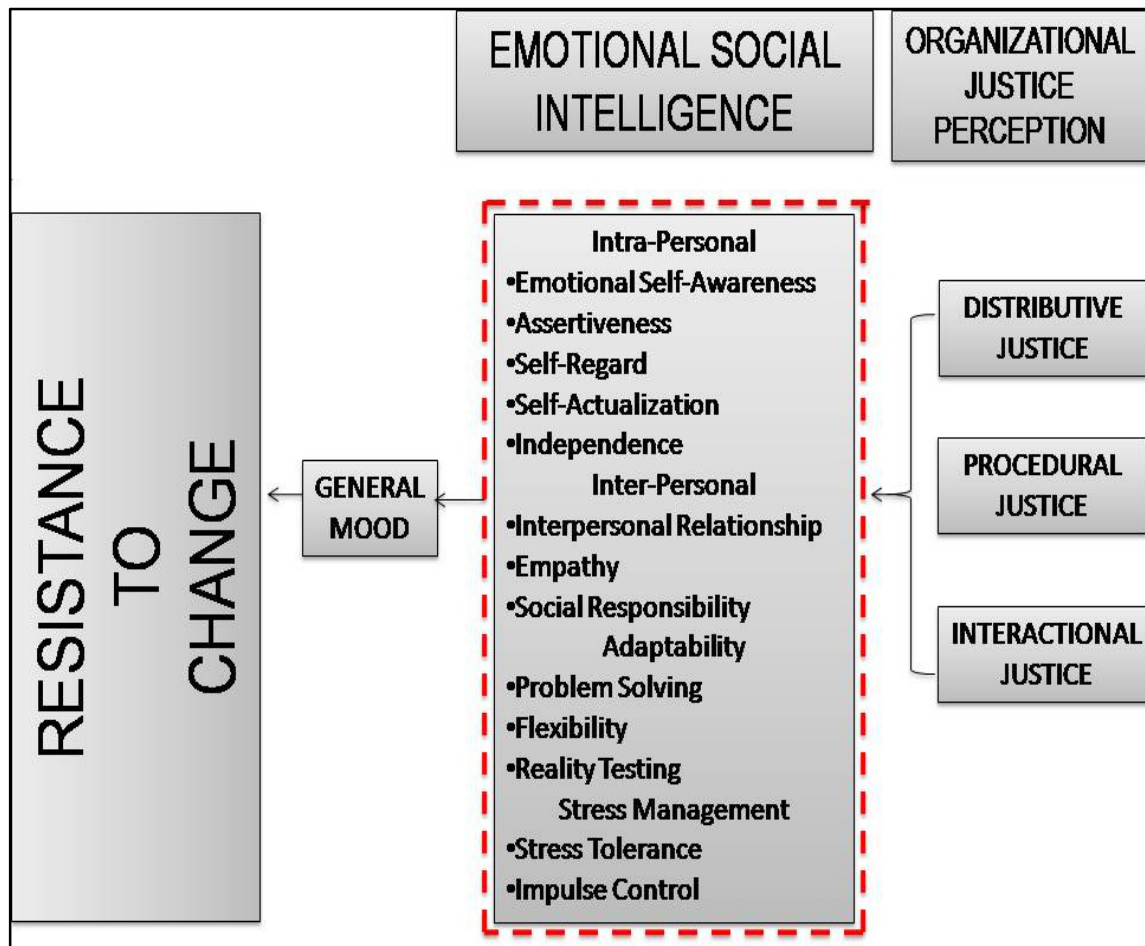 EMOTIONAL SOCIAL
INTELLIGENCE
ORGANIZATIONAL
JUSTICE
PERCEPTION
RESISTANCE
TO
CHANGE
GENERAL
MOOD
Intra-Personal
•Emotional Self-Awareness
•Assertiveness
•Self-Regard
•Self-Actualization
•Independence
Inter-Personal
•Interpersonal Relationship
•Empathy
•Social Responsibility
Adaptability
•Problem Solving
•Flexibility
•Reality Testing
Stress Management
•Stress Tolerance
•Impulse Control
DISTRIBUTIVE
JUSTICE
PROCEDURAL
JUSTICE
INTERACTIONAL
JUSTICE